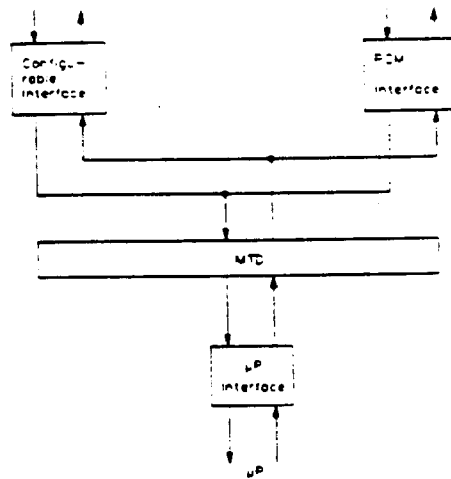 Configu-
rable
Interface
PCM
Interface
MTD
µP
Interface
µP